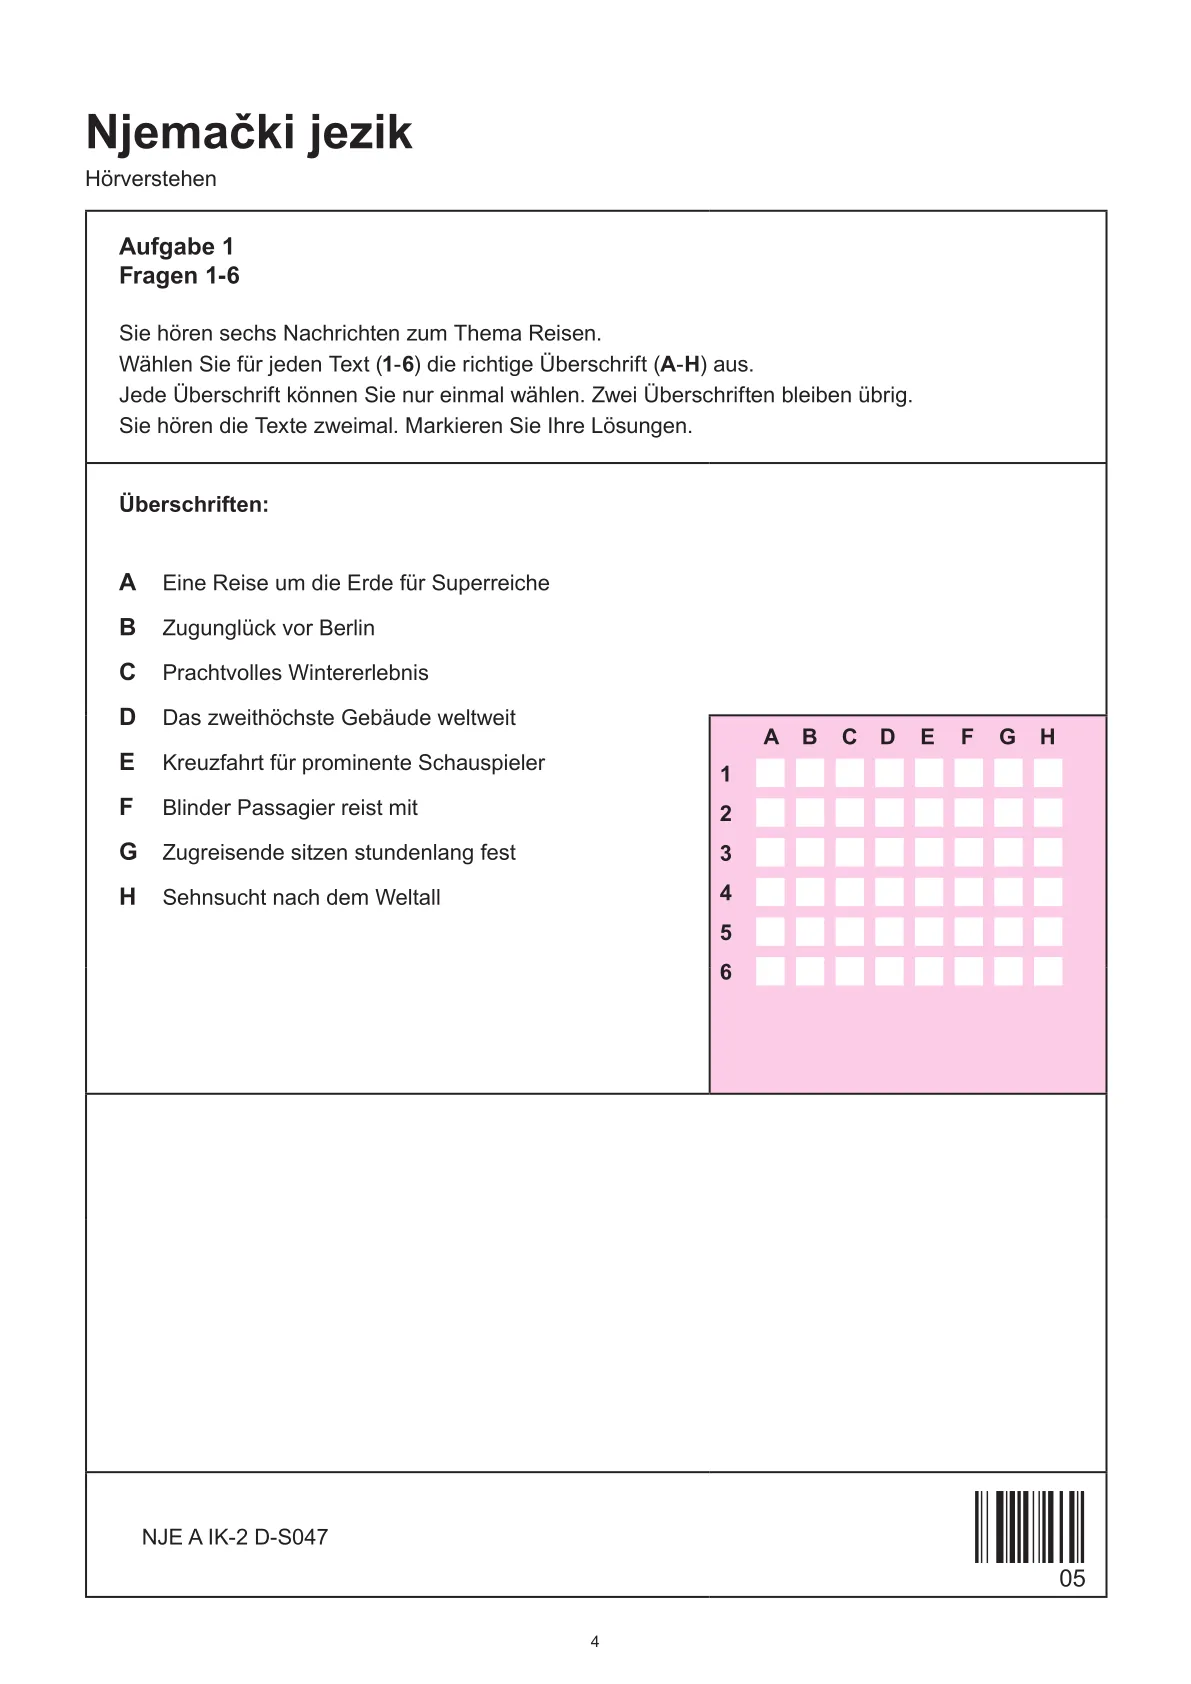 Njemački jezik
Hörverstehen
Aufgabe 1
Fragen 1-6
Sie hören sechs Nachrichten zum Thema Reisen.
Wählen Sie für jeden Text (1-6) die richtige Überschrift (A-H) aus.
Jede Überschrift können Sie nur einmal wählen. Zwei Überschriften bleiben übrig.
Sie hören die Texte zweimal. Markieren Sie Ihre Lösungen.
Überschriften:
A Eine Reise um die Erde für Superreiche
B Zugunglück vor Berlin
C Prachtvolles Wintererlebnis
D Das zweithöchste Gebäude weltweit
E Kreuzfahrt für prominente Schauspieler
F Blinder Passagier reist mit
G Zugreisende sitzen stundenlang fest
H Sehnsucht nach dem Weltall
A B C D E F G H
1
2
3
4
5
6
NJE A IK-2 D-S047
05
4